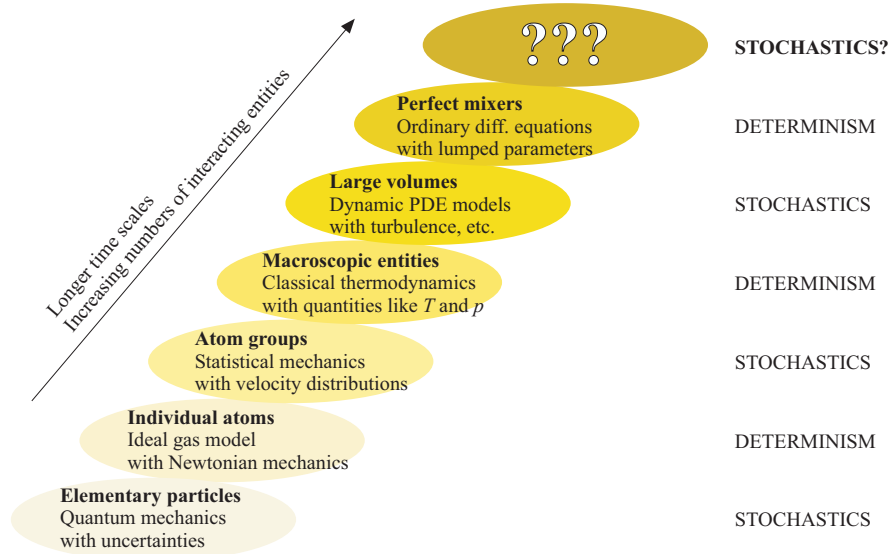 ???
STOCHASTICS?
Perfect mixers
Ordinary diff. equations
with lumped parameters
DETERMINISM
Large volumes
Dynamic PDE models
with turbulence, etc.
STOCHASTICS
Macroscopic entities
Classical thermodynamics
with quantities like T and p
DETERMINISM
Atom groups
Statistical mechanics
with velocity distributions
STOCHASTICS
Individual atoms
Ideal gas model
with Newtonian mechanics
DETERMINISM
Elementary particles
Quantum mechanics
with uncertainties
STOCHASTICS
Longer time scales
Increasing numbers of interacting entities